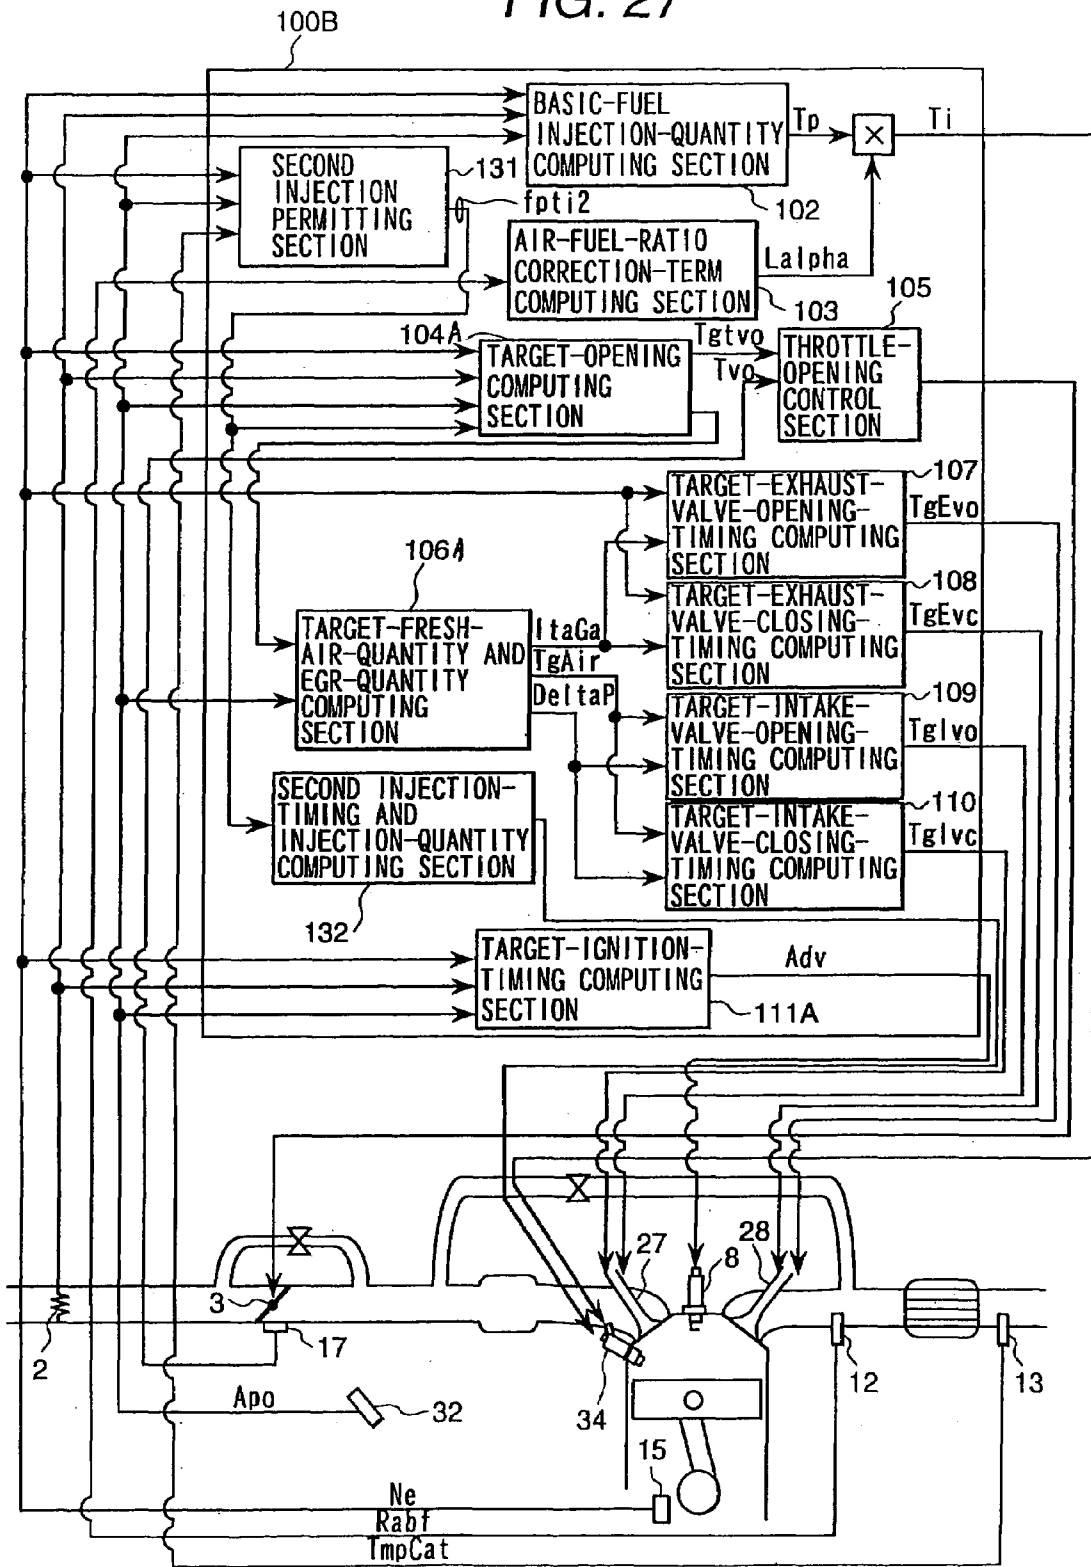 FIG. 27
100B
BASIC-FUEL
INJECTION-QUANTITY
COMPUTING SECTION
Tp
×
Ti
102
SECOND
INJECTION
PERMITTING
SECTION
131
fpti2
AIR-FUEL-RATIO
CORRECTION-TERM
COMPUTING SECTION
Lalpha
103
105
104A
TARGET-OPENING
COMPUTING
SECTION
Tgtvo
Tvo
THROTTLE-
OPENING
CONTROL
SECTION
107
TARGET-EXHAUST-
VALVE-OPENING-
TIMING COMPUTING
SECTION
TgEvo
106A
108
TARGET-EXHAUST-
VALVE-CLOSING-
TIMING COMPUTING
SECTION
TgEvc
TARGET-FRESH-
AIR-QUANTITY AND
EGR-QUANTITY
COMPUTING
SECTION
ItaGa
TgAir
DeltaP
109
TARGET-INTAKE-
VALVE-OPENING-
TIMING COMPUTING
SECTION
TgIvo
SECOND INJECTION-
TIMING AND
INJECTION-QUANTITY
COMPUTING SECTION
132
110
TARGET-INTAKE-
VALVE-CLOSING-
TIMING COMPUTING
SECTION
TgIvc
TARGET-IGNITION-
TIMING COMPUTING
SECTION
Adv
111A
27
8
28
3
2
17
34
12
13
Apo
32
15
Ne
Rabf
TmpCat